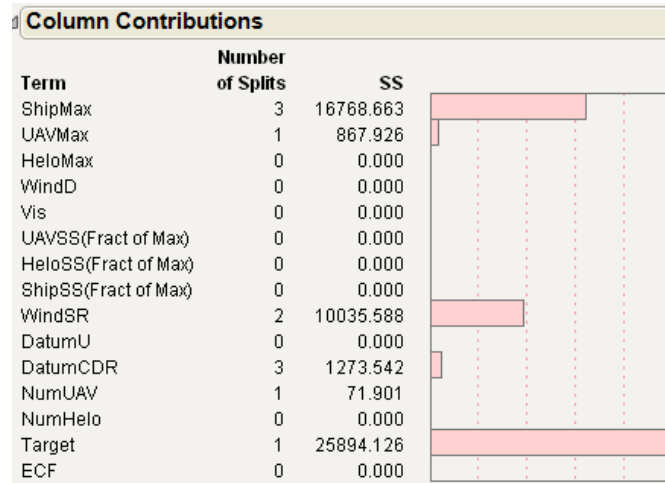 Column Contributions
Number
Term of Splits SS
ShipMax 3 16768.663
UAVMax 1 867.926
HeloMax 0 0.000
WindD 0 0.000
Vis 0 0.000
UAVSS(Fract of Max) 0 0.000
HeloSS(Fract of Max) 0 0.000
ShipSS(Fract of Max) 0 0.000
WindSR 2 10035.588
DatumU 0 0.000
DatumCDR 3 1273.542
NumUAV 1 71.901
NumHelo 0 0.000
Target 1 25894.126
ECF 0 0.000